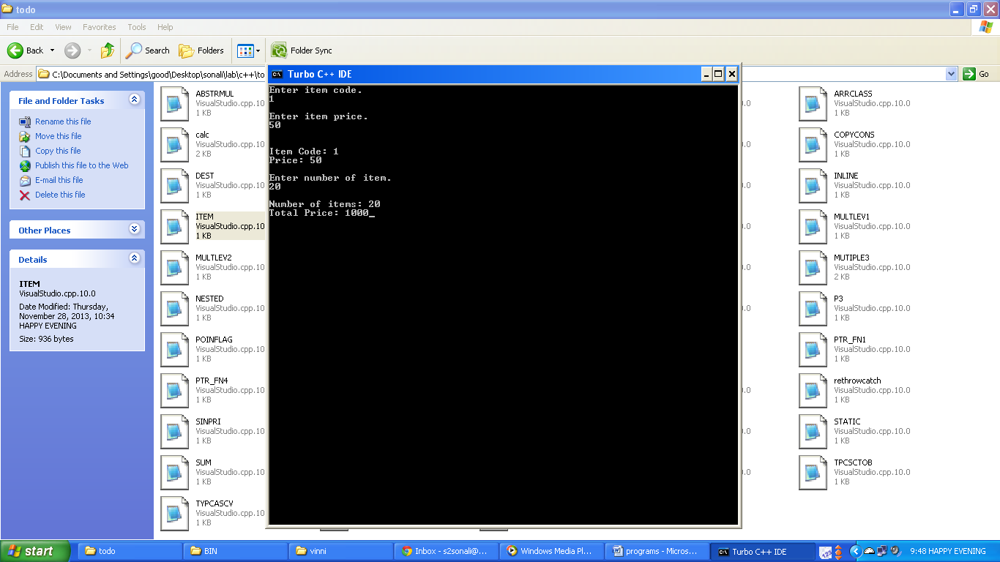 todo
File Edit View Favorites Tools Help
Back Search Folders Folder Sync
Address C:\Documents and Settings\good\Desktop\sonali\lab\c++\to Go
File and Folder Tasks
Rename this file
Move this file
Copy this file
Publish this file to the Web
E-mail this file
Delete this file
Other Places
Details
ITEM
VisualStudio.cpp.10.0
Date Modified: Thursday,
November 28, 2013, 10:34
HAPPY EVENING
Size: 936 bytes
ABSTRMUL
VisualStudio.cpp.10
1 KB
calc
VisualStudio.cpp.10
2 KB
DEST
VisualStudio.cpp.10
1 KB
ITEM
VisualStudio.cpp.10
1 KB
MULTLEV2
VisualStudio.cpp.10
1 KB
NESTED
VisualStudio.cpp.10
1 KB
POINFLAG
VisualStudio.cpp.10
1 KB
PTR_FN4
VisualStudio.cpp.10
1 KB
SINPRI
VisualStudio.cpp.10
1 KB
SUM
VisualStudio.cpp.10
1 KB
TYPCASCV
VisualStudio.cpp.10
1 KB
Turbo C++ IDE
Enter item code.
1
Enter item price.
50
Item Code: 1
Price: 50
Enter number of item.
20
Number of items: 20
Total Price: 1000_
.0
.0
.0
.0
.0
.0
.0
.0
.0
.0
ARRCLASS
VisualStudio.cpp.10.0
1 KB
COPYCONS
VisualStudio.cpp.10.0
1 KB
INLINE
VisualStudio.cpp.10.0
1 KB
MULTLEV1
VisualStudio.cpp.10.0
1 KB
MUTIPLE3
VisualStudio.cpp.10.0
2 KB
P3
VisualStudio.cpp.10.0
1 KB
PTR_FN1
VisualStudio.cpp.10.0
1 KB
rethrowcatch
VisualStudio.cpp.10.0
1 KB
STATIC
VisualStudio.cpp.10.0
1 KB
TPCSCTOB
VisualStudio.cpp.10.0
1 KB
start todo BIN vinni Inbox - s2sonali@... Windows Media Pl... programs - Micros... Turbo C++ IDE 9:48 HAPPY EVENING